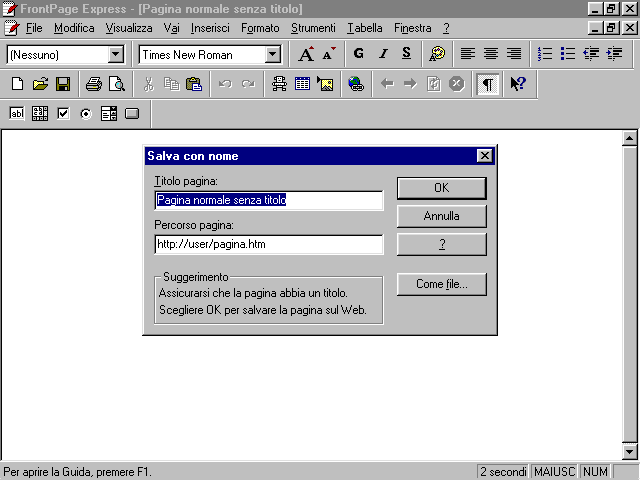 FrontPage Express - [Pagina normale senza titolo]
File Modifica Visualizza Vai Inserisci Formato Strumenti Tabella Finestra ?
(Nessuno) Times New Roman A A G I S
abl
Salva con nome
Titolo pagina:
Pagina normale senza titolo
OK
Annulla
Percorso pagina:
http://user/pagina.htm
?
Suggerimento
Assicurarsi che la pagina abbia un titolo.
Scegliere OK per salvare la pagina sul Web.
Come file...
Per aprire la Guida, premere F1.
2 secondi MAIUSC NUM